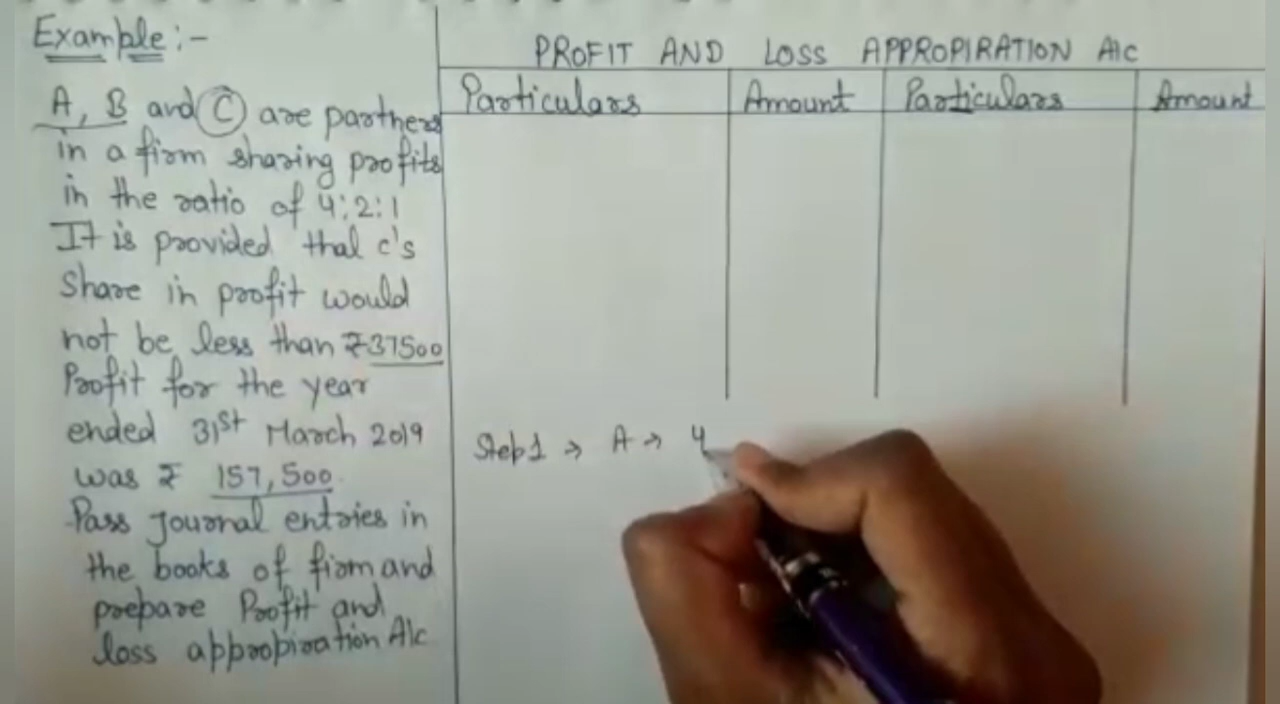 Example:-
A, B and C are partners
in a firm sharing profits
in the ratio of 4:2:1
It is provided that c's
Share in profit would
not be less than ₹37500
Profit for the year
ended 31st March 2019
was ₹ 157,500.
Pass Journal entries in
the books of firm and
prepare Profit and
loss appropiration A/c
PROFIT AND LOSS APPROPIRATION A/c
Particulars Amount Particulars Amount
Step1 → A → 4